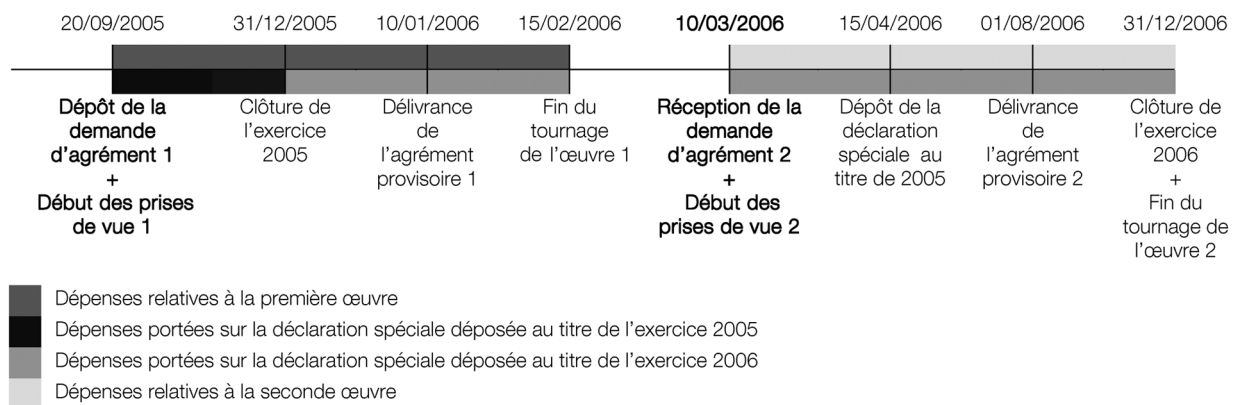 20/09/2005 31/12/2005 10/01/2006 15/02/2006 10/03/2006 15/04/2006 01/08/2006 31/12/2006
Dépôt de la
demande
d'agrément 1
+
Début des prises
de vue 1
Clôture de
l'exercice
2005
Délivrance
de
l'agrément
provisoire 1
Fin du
tournage
de l'œuvre 1
Réception de la
demande
d'agrément 2
+
Début des
prises de vue 2
Dépôt de la
déclaration
spéciale au
titre de 2005
Délivrance
de
l'agrément
provisoire 2
Clôture de
l'exercice
2006
+
Fin du
tournage de
l'œuvre 2
Dépenses relatives à la première œuvre
Dépenses portées sur la déclaration spéciale déposée au titre de l'exercice 2005
Dépenses portées sur la déclaration spéciale déposée au titre de l'exercice 2006
Dépenses relatives à la seconde œuvre